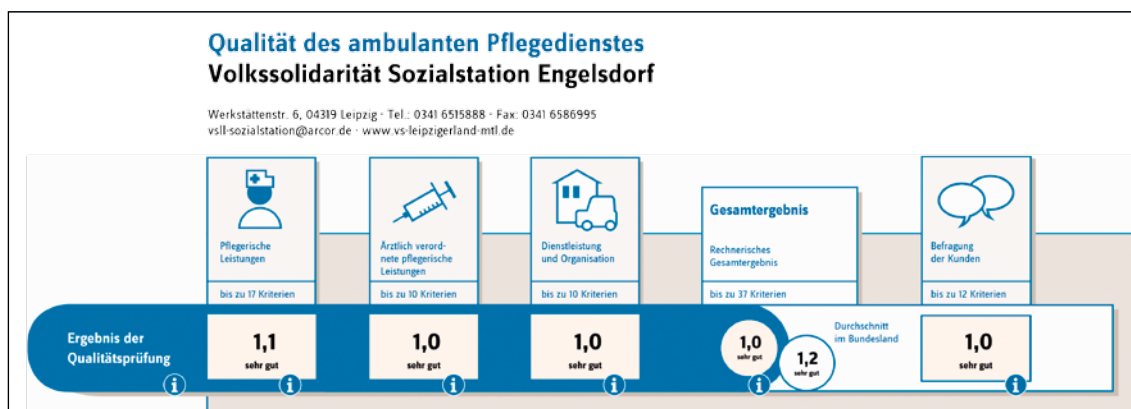 Qualität des ambulanten Pflegedienstes
Volkssolidarität Sozialstation Engelsdorf
Werkstättenstr. 6, 04319 Leipzig · Tel.: 0341 6515888 · Fax: 0341 6586995
vsll-sozialstation@arcor.de · www.vs-leipzigerland-mtl.de
Pflegerische
Leistungen
bis zu 17 Kriterien
Ärztlich verord-
nete pflegerische
Leistungen
bis zu 10 Kriterien
Dienstleistung
und Organisation
bis zu 10 Kriterien
Gesamtergebnis
Rechnerisches
Gesamtergebnis
bis zu 37 Kriterien
Befragung
der Kunden
bis zu 12 Kriterien
Ergebnis der
Qualitätsprüfung
i
1,1
sehr gut
i
1,0
sehr gut
i
1,0
sehr gut
i
1,0
sehr gut
i
1,2
sehr gut
Durchschnitt
im Bundesland
1,0
sehr gut
i